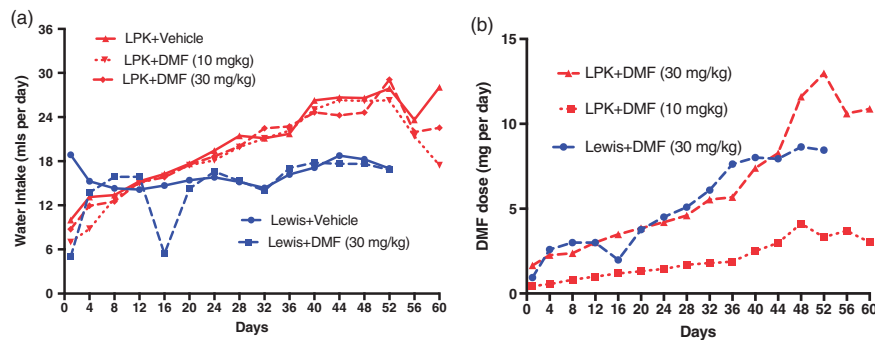 (a)
Water Intake (mls per day)
36
30
24
18
12
6
0
LPK+Vehicle
LPK+DMF (10 mgkg)
LPK+DMF (30 mg/kg)
Lewis+Vehicle
Lewis+DMF (30 mg/kg)
0 4 8 12 16 20 24 28 32 36 40 44 48 52 56 60
Days
(b)
DMF dose (mg per day)
15
10
5
0
LPK+DMF (30 mg/kg)
LPK+DMF (10 mgkg)
Lewis+DMF (30 mg/kg)
0 4 8 12 16 20 24 28 32 36 40 44 48 52 56 60
Days